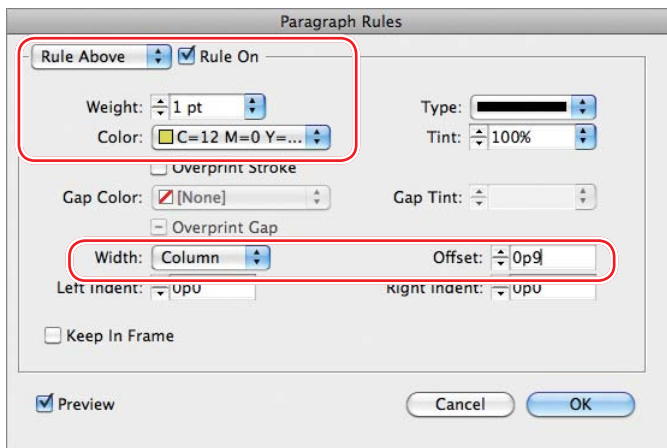 Paragraph Rules
Rule Above Rule On
Weight: 1 pt Type:
Color: C=12 M=0 Y=... Tint: 100%
Overprint Stroke
Gap Color: [None] Gap Tint:
Overprint Gap
Width: Column Offset: 0p9
Left Indent: 0p0 Right Indent: 0p0
Keep In Frame
Preview Cancel OK